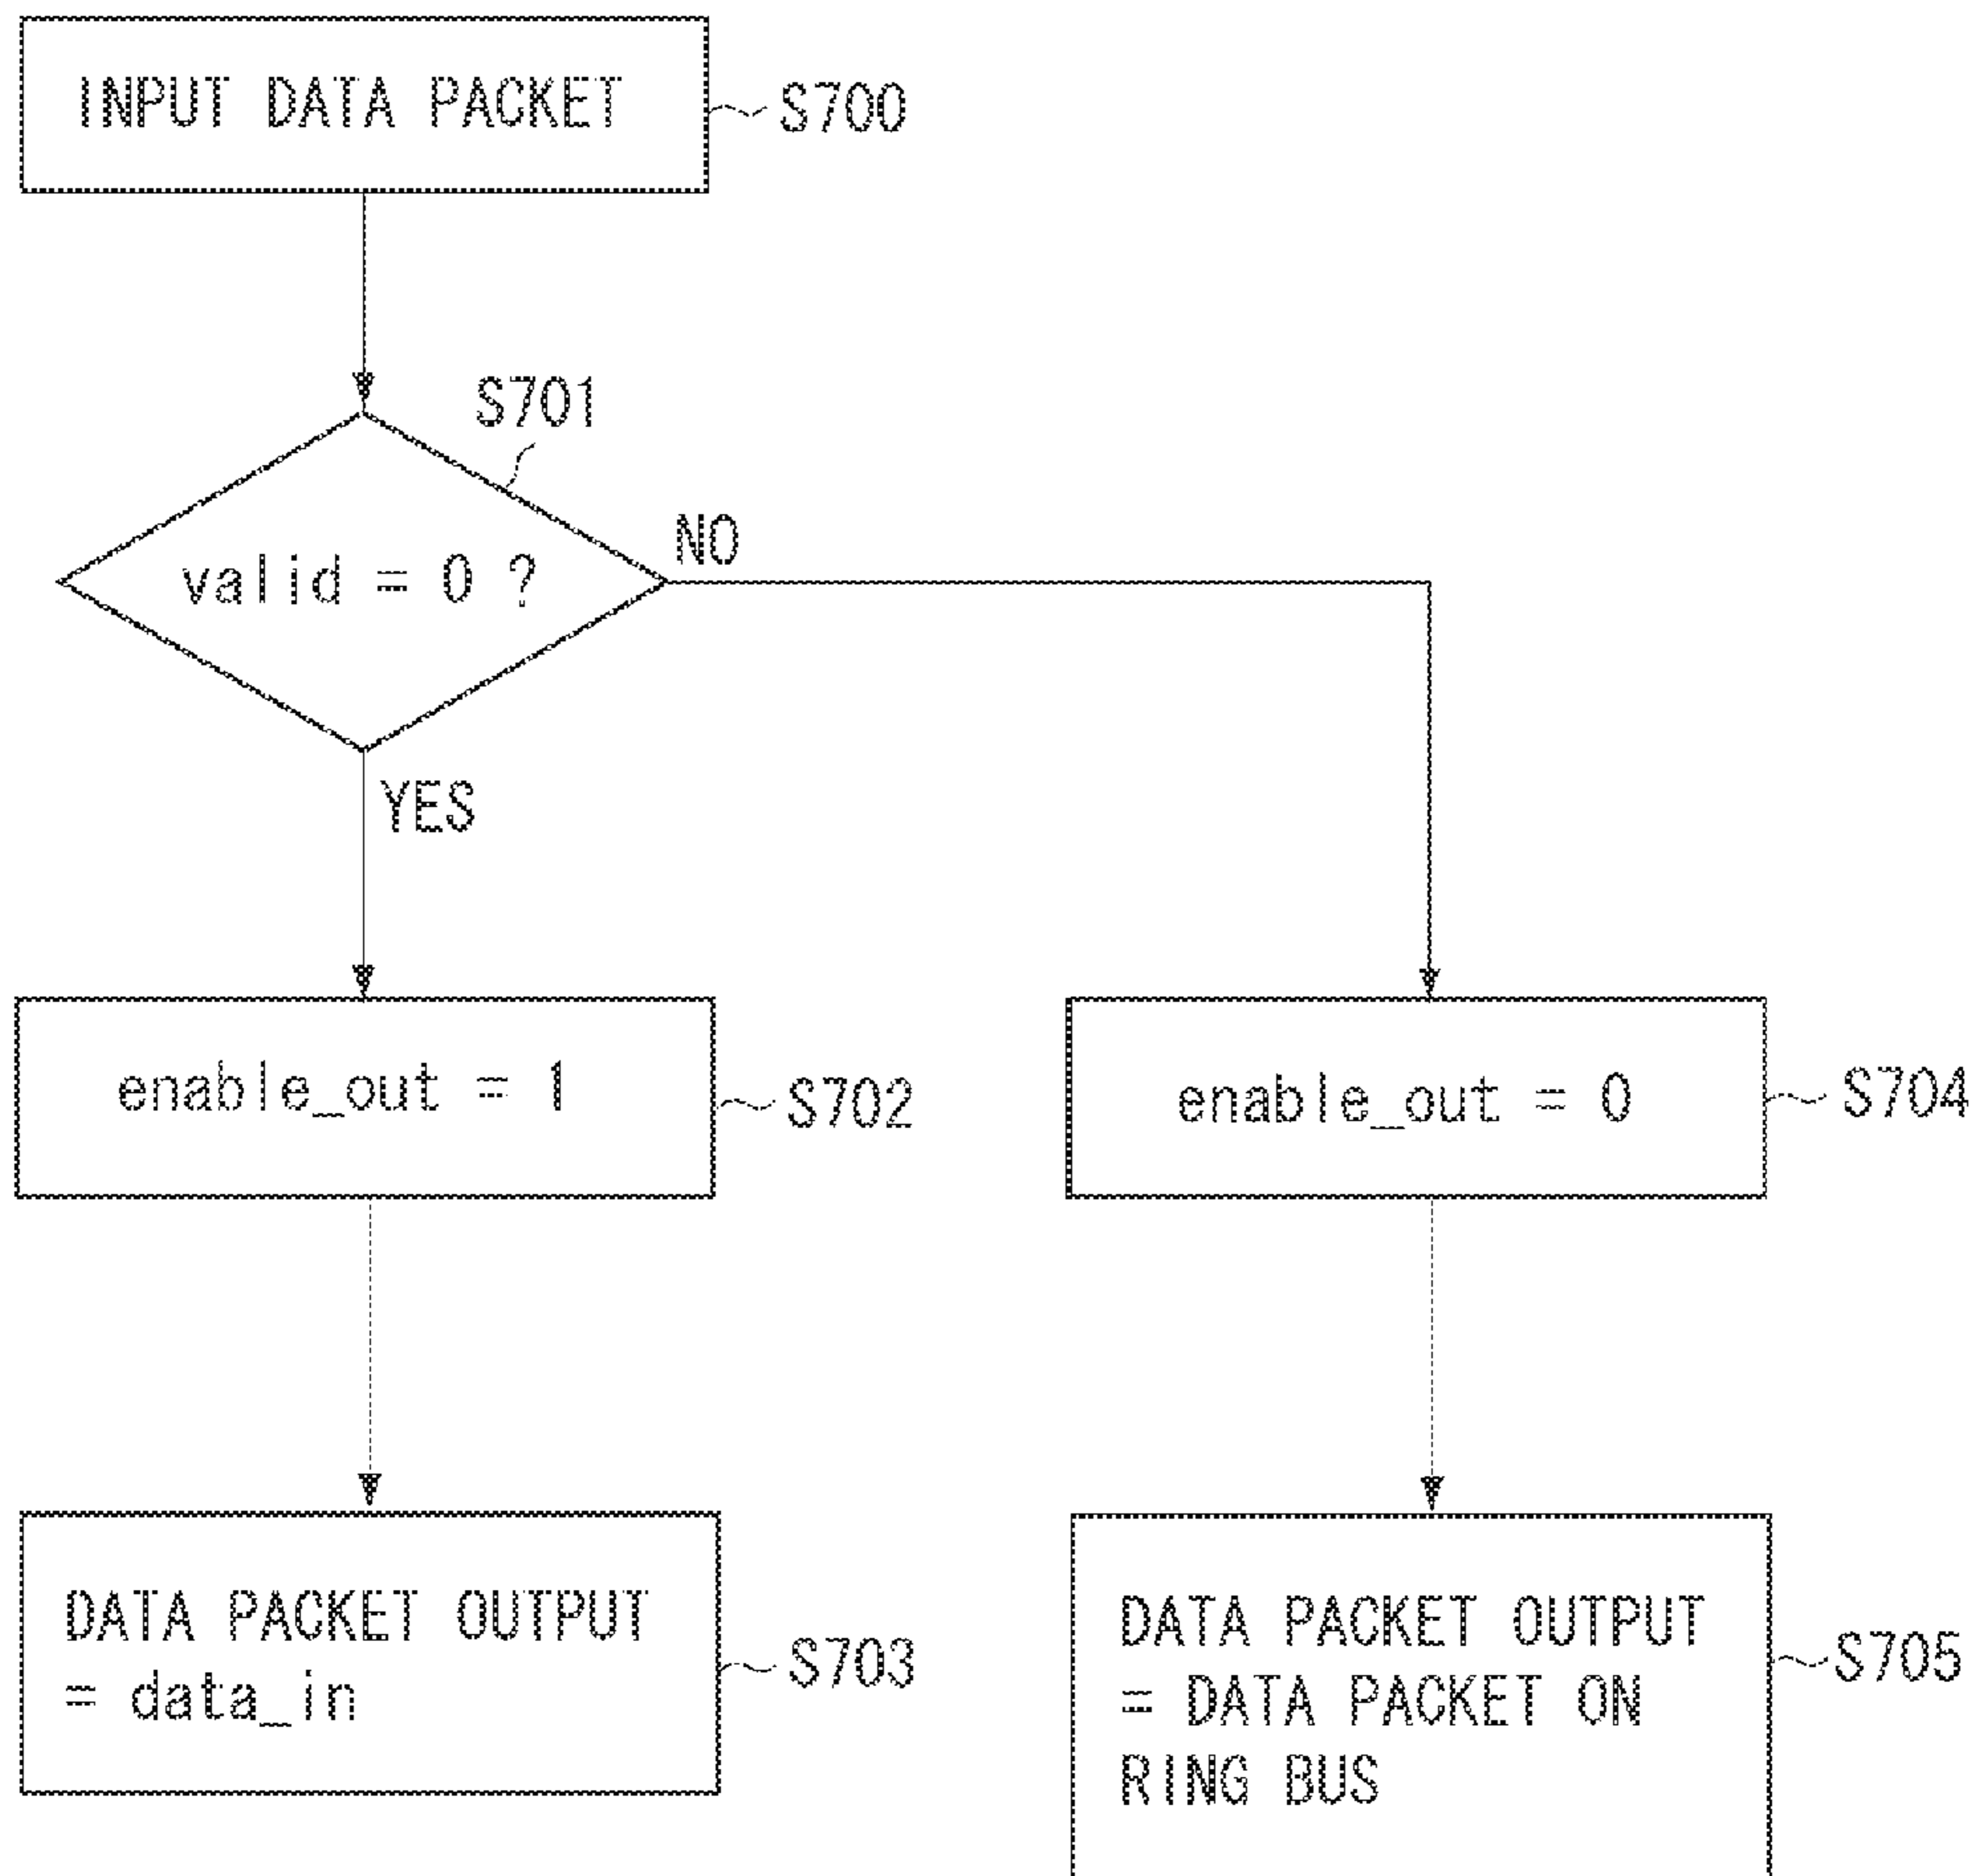 INPUT DATA PACKET
S700
S701
valid = 0 ?
NO
YES
enable_out = 1
S702
enable_out = 0
S704
DATA PACKET OUTPUT
= data_in
S703
DATA PACKET OUTPUT
= DATA PACKET ON
RING BUS
S705